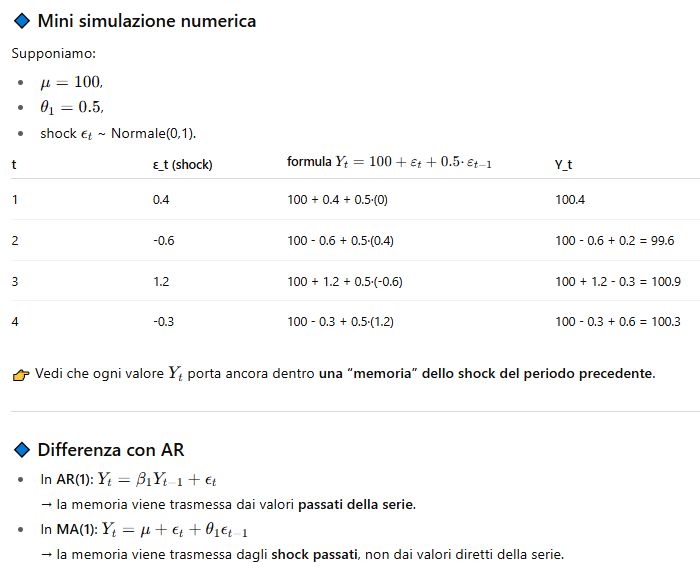 🔷 Mini simulazione numerica
Supponiamo:
• μ = 100,
• θ₁ = 0.5,
• shock ϵₜ ~ Normale(0,1).
t ε_t (shock) formula Yₜ = 100 + εₜ + 0.5· εₜ₋₁ Y_t
1 0.4 100 + 0.4 + 0.5·(0) 100.4
2 -0.6 100 - 0.6 + 0.5·(0.4) 100 - 0.6 + 0.2 = 99.6
3 1.2 100 + 1.2 + 0.5·(-0.6) 100 + 1.2 - 0.3 = 100.9
4 -0.3 100 - 0.3 + 0.5·(1.2) 100 - 0.3 + 0.6 = 100.3
👉 Vedi che ogni valore Yₜ porta ancora dentro una “memoria” dello shock del periodo precedente.
🔷 Differenza con AR
• In AR(1): Yₜ = β₁Yₜ₋₁ + ϵₜ
→ la memoria viene trasmessa dai valori passati della serie.
• In MA(1): Yₜ = μ + ϵₜ + θ₁ϵₜ₋₁
→ la memoria viene trasmessa dagli shock passati, non dai valori diretti della serie.